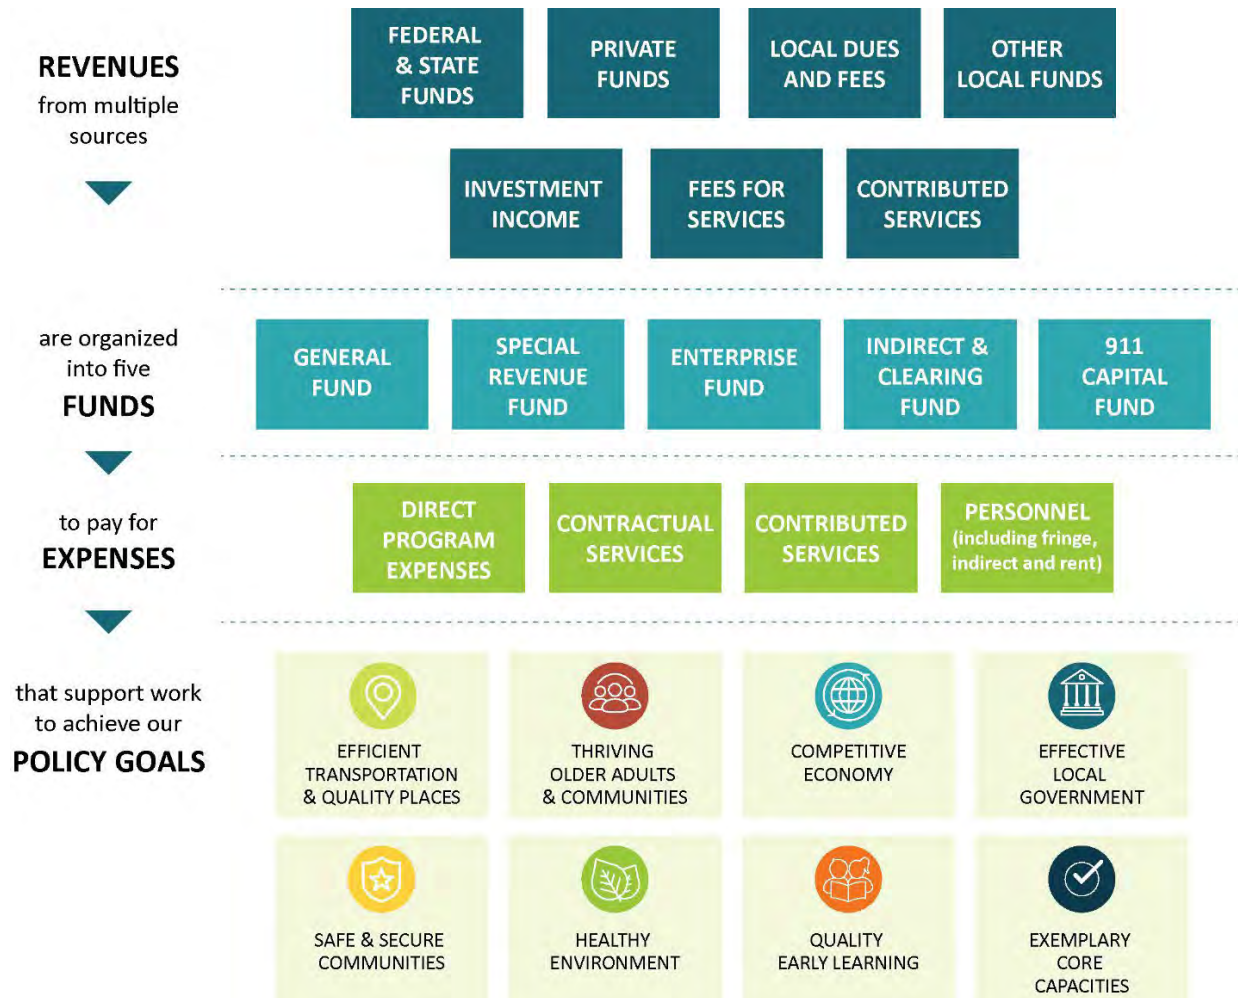 REVENUES
from multiple
sources
FEDERAL
& STATE
FUNDS
PRIVATE
FUNDS
LOCAL DUES
AND FEES
OTHER
LOCAL FUNDS
INVESTMENT
INCOME
FEES FOR
SERVICES
CONTRIBUTED
SERVICES
are organized
into five
FUNDS
GENERAL
FUND
SPECIAL
REVENUE
FUND
ENTERPRISE
FUND
INDIRECT &
CLEARING
FUND
911
CAPITAL
FUND
to pay for
EXPENSES
DIRECT
PROGRAM
EXPENSES
CONTRACTUAL
SERVICES
CONTRIBUTED
SERVICES
PERSONNEL
(including fringe,
indirect and rent)
that support work
to achieve our
POLICY GOALS
EFFICIENT
TRANSPORTATION
& QUALITY PLACES
THRIVING
OLDER ADULTS
& COMMUNITIES
COMPETITIVE
ECONOMY
EFFECTIVE
LOCAL
GOVERNMENT
SAFE & SECURE
COMMUNITIES
HEALTHY
ENVIRONMENT
QUALITY
EARLY LEARNING
EXEMPLARY
CORE
CAPACITIES